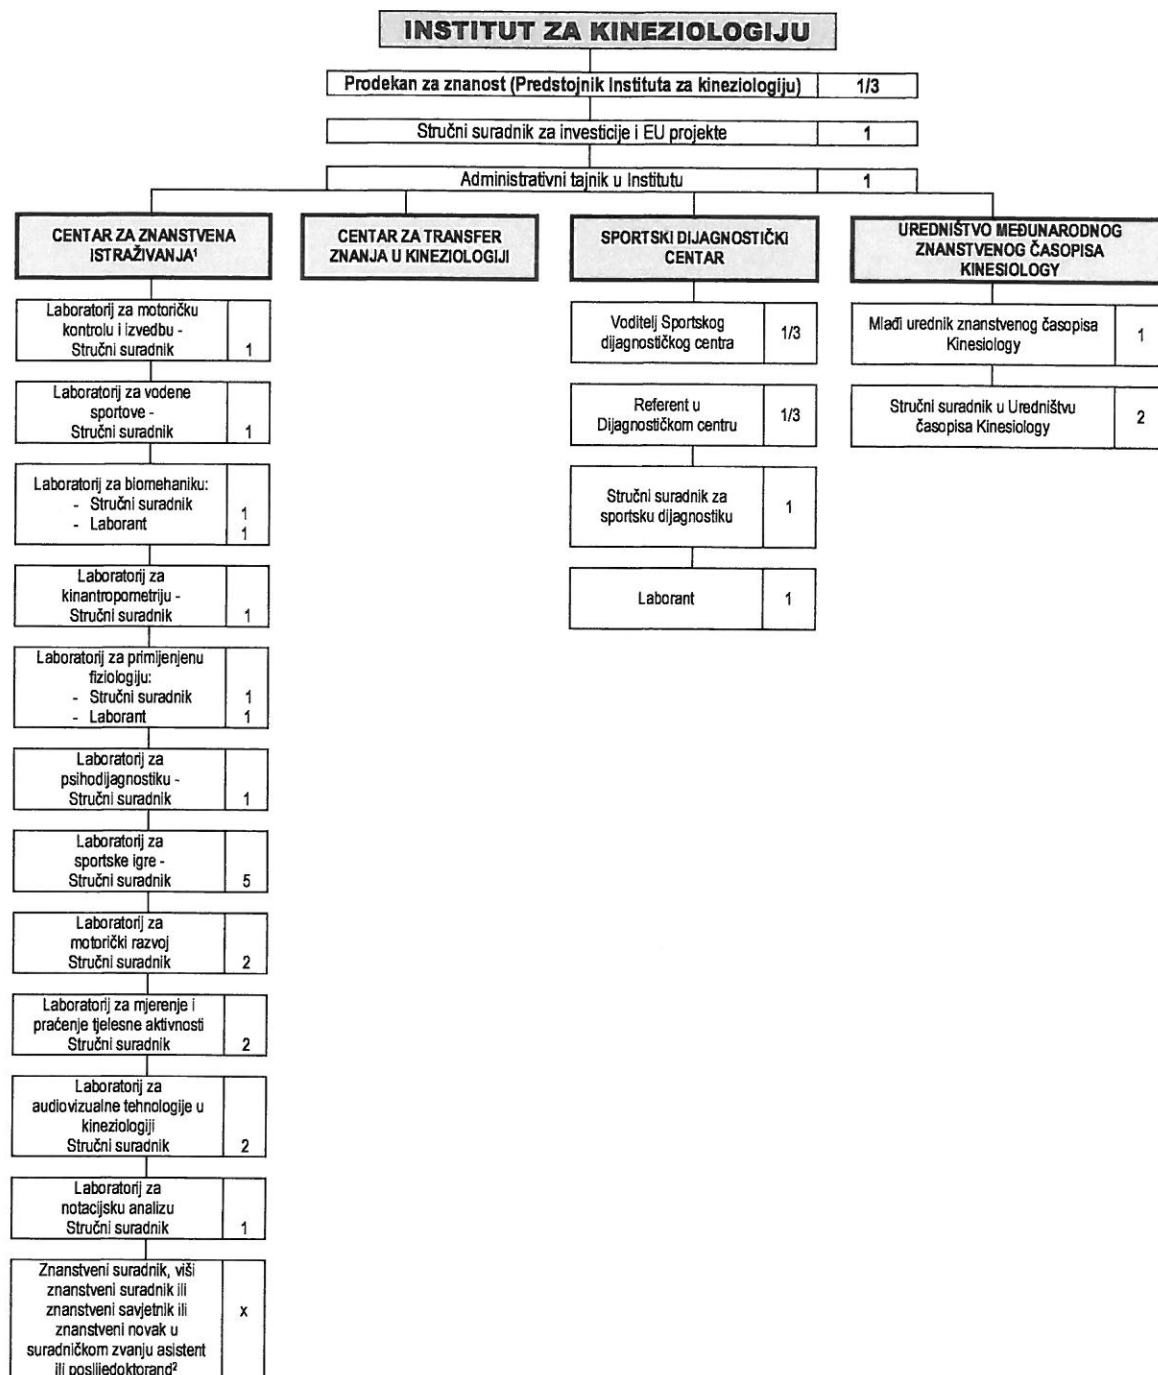 INSTITUT ZA KINEZIOLOGIJU
Prodekan za znanost (Predstojnik Instituta za kineziologiju) 1/3
Stručni suradnik za investicije i EU projekte 1
Administrativni tajnik u Institutu 1
CENTAR ZA ZNANSTVENA
ISTRAŽIVANJA¹
Laboratorij za motoričku
kontrolu i izvedbu -
Stručni suradnik 1
Laboratorij za vodene
sportove -
Stručni suradnik 1
Laboratorij za biomehaniku:
- Stručni suradnik 1
- Laborant 1
Laboratorij za
kinantropometriju -
Stručni suradnik 1
Laboratorij za primijenjenu
fiziologiju:
- Stručni suradnik 1
- Laborant 1
Laboratorij za
psihodijagnostiku -
Stručni suradnik 1
Laboratorij za
sportske igre -
Stručni suradnik 5
Laboratorij za
motorički razvoj
Stručni suradnik 2
Laboratorij za mjerenje i
praćenje tjelesne aktivnosti
Stručni suradnik 2
Laboratorij za
audiovizualne tehnologije u
kineziologiji
Stručni suradnik 2
Laboratorij za
notacijsku analizu
Stručni suradnik 1
Znanstveni suradnik, viši
znanstveni suradnik ili
znanstveni savjetnik ili x
znanstveni novak u
suradničkom zvanju asistent
ili poslijedoktorand²
CENTAR ZA TRANSFER
ZNANJA U KINEZIOLOGIJI
SPORTSKI DIJAGNOSTIČKI
CENTAR
Voditelj Sportskog
dijagnostičkog centra 1/3
Referent u
Dijagnostičkom centru 1/3
Stručni suradnik za
sportsku dijagnostiku 1
Laborant 1
UREDNIŠTVO MEĐUNARODNOG
ZNANSTVENOG ČASOPISA
KINESIOLOGY
Mlađi urednik znanstvenog časopisa
Kinesiology 1
Stručni suradnik u Uredništvu
časopisa Kinesiology 2